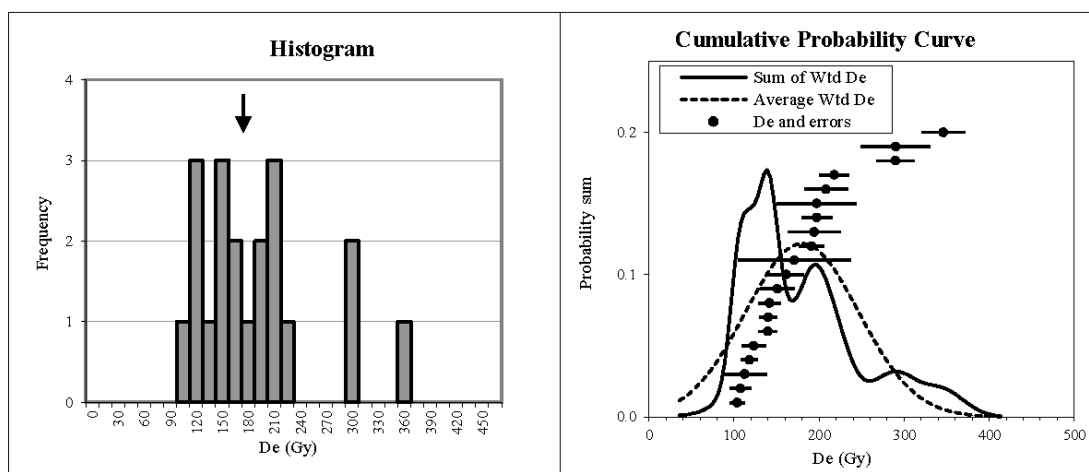 Histogram
4
3
2
1
0
Frequency
0 30 60 90 120 150 180 210 240 270 300 330 360 390 420 450
De (Gy)
Cumulative Probability Curve
Sum of Wtd De
Average Wtd De
De and errors
0.2
0.1
0.0
Probability sum
0 100 200 300 400 500
De (Gy)